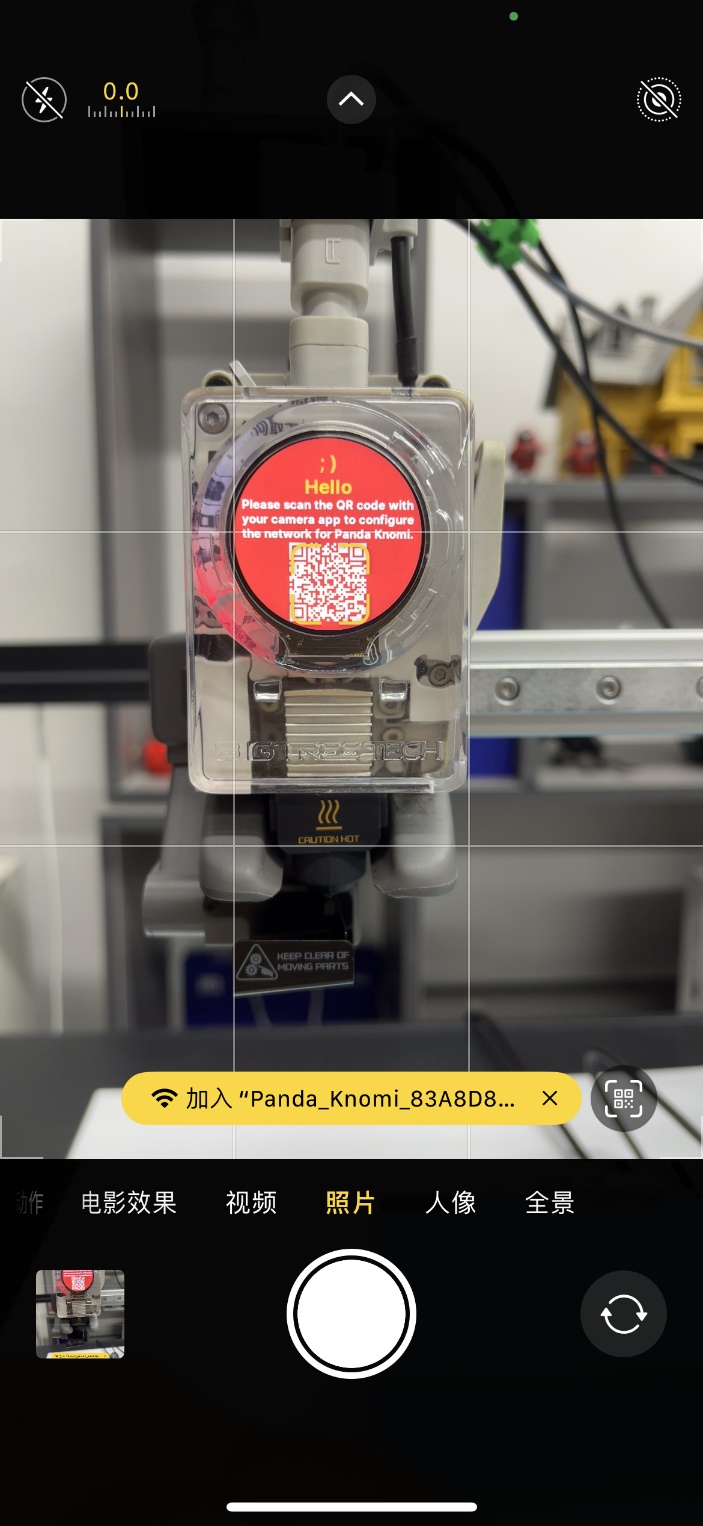 0.0
;)
Hello
Please scan the QR code with
your camera app to configure
the network for Panda Knomi.
BIGTREETECH
CAUTION HOT
KEEP CLEAR OF
MOVING PARTS
加入 “Panda_Knomi_83A8D8...
动作
电影效果
视频
照片
人像
全景